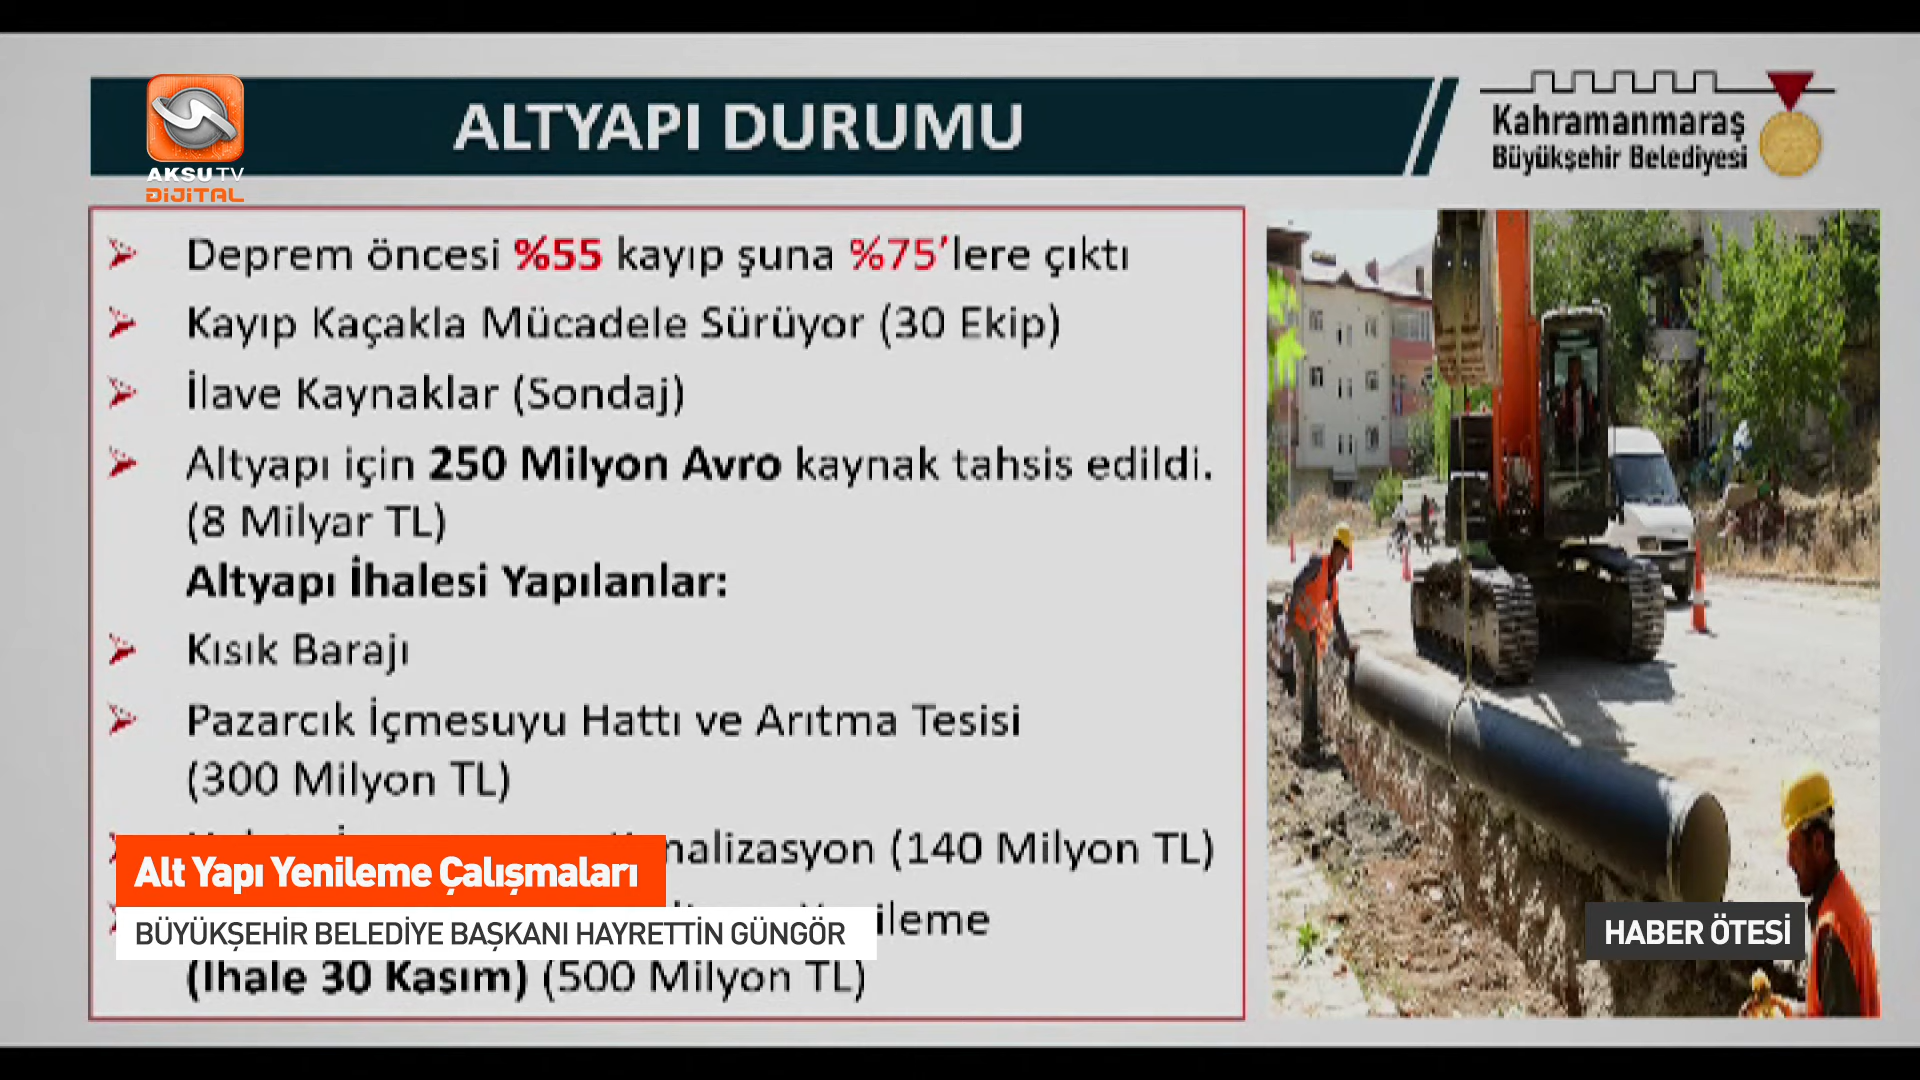 ALTYAPI DURUMU
AKSU TV
DİJİTAL
Kahramanmaraş
Büyükşehir Belediyesi
Deprem öncesi %55 kayıp şuna %75'lere çıktı
Kayıp Kaçakla Mücadele Sürüyor (30 Ekip)
İlave Kaynaklar (Sondaj)
Altyapı için 250 Milyon Avro kaynak tahsis edildi.
(8 Milyar TL)
Altyapı İhalesi Yapılanlar:
Kısık Barajı
Pazarcık İçmesuyu Hattı ve Arıtma Tesisi
(300 Milyon TL)
(140 Milyon TL)
Alt Yapı Yenileme Çalışmaları
BÜYÜKŞEHİR BELEDİYE BAŞKANI HAYRETTİN GÜNGÖR
(İhale 30 Kasım) (500 Milyon TL)
HABER ÖTESİ